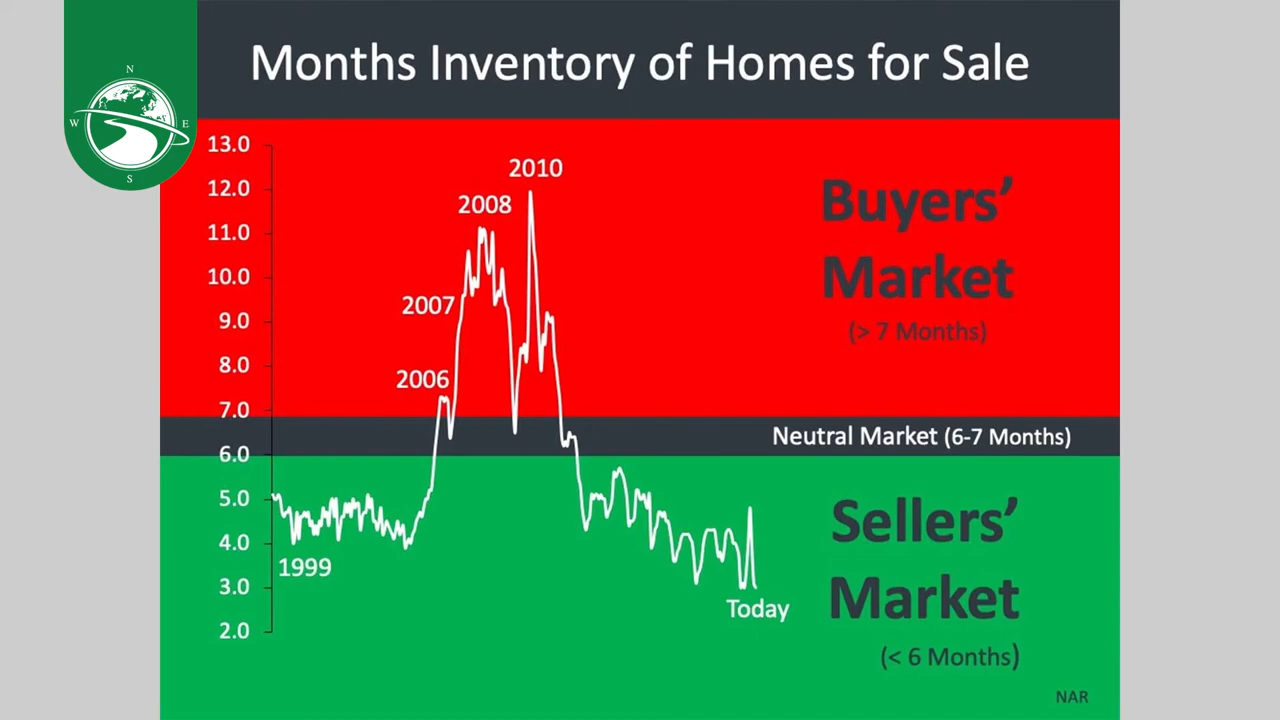 Months Inventory of Homes for Sale
N
W
E
S
13.0
12.0
11.0
10.0
9.0
8.0
7.0
6.0
5.0
4.0
3.0
2.0
2010
2008
2007
2006
1999
Today
Buyers’
Market
(> 7 Months)
Neutral Market (6-7 Months)
Sellers’
Market
(< 6 Months)
NAR